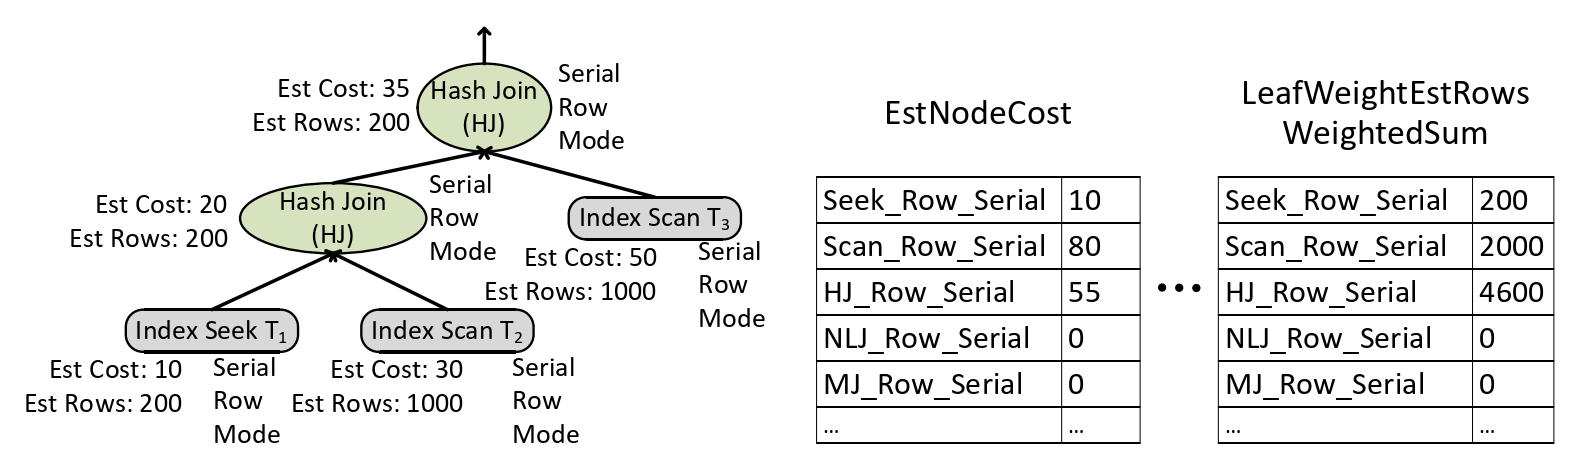 Est Cost: 35
Est Rows: 200
Hash Join
(HJ)
Serial
Row
Mode
Est Cost: 20
Est Rows: 200
Hash Join
(HJ)
Serial
Row
Mode
Index Scan T3
Est Cost: 50
Est Rows: 1000
Serial
Row
Mode
Index Seek T1
Est Cost: 10
Est Rows: 200
Serial
Row
Mode
Index Scan T2
Est Cost: 30
Est Rows: 1000
Serial
Row
Mode
EstNodeCost
Seek_Row_Serial 10
Scan_Row_Serial 80
HJ_Row_Serial 55
NLJ_Row_Serial 0
MJ_Row_Serial 0
... ...
...
LeafWeightEstRows
WeightedSum
Seek_Row_Serial 200
Scan_Row_Serial 2000
HJ_Row_Serial 4600
NLJ_Row_Serial 0
MJ_Row_Serial 0
... ...